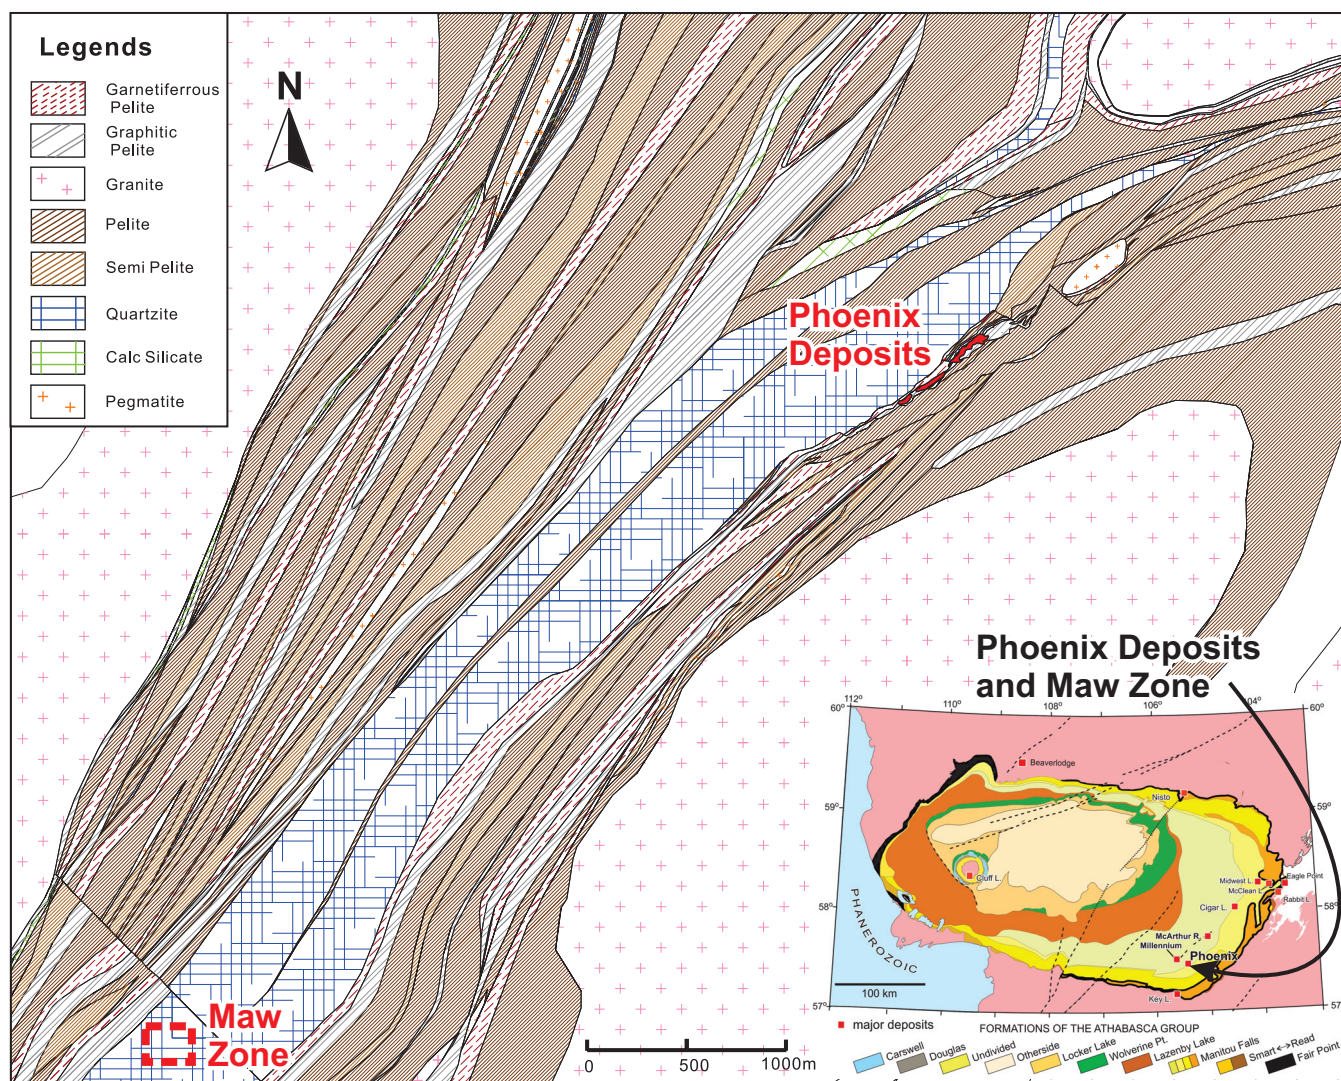 Legends
Garnetiferrous
Pelite
Graphitic
Pelite
Granite
Pelite
Semi Pelite
Quartzite
Calc Silicate
Pegmatite
N
Phoenix
Deposits
Maw
Zone
0 500 1000m
Phoenix Deposits
and Maw Zone
112°
60°
110°
108°
106°
104°
60°
Beaverlodge
59°
Nisto
59°
Cluff L.
Midwest L.
Eagle Point
McClean L.
Rabbit L.
58°
Cigar L.
58°
PHANEROZOIC
McArthur R.
Millennium
Phoenix
100 km
Key L.
57°
57
major deposits
FORMATIONS OF THE ATHABASCA GROUP
Carswell
Douglas
Undivided
Otherside
Locker Lake
Wolverine Pt.
Lazenby Lake
Manitou Falls
Smart↔Read
Fair Point